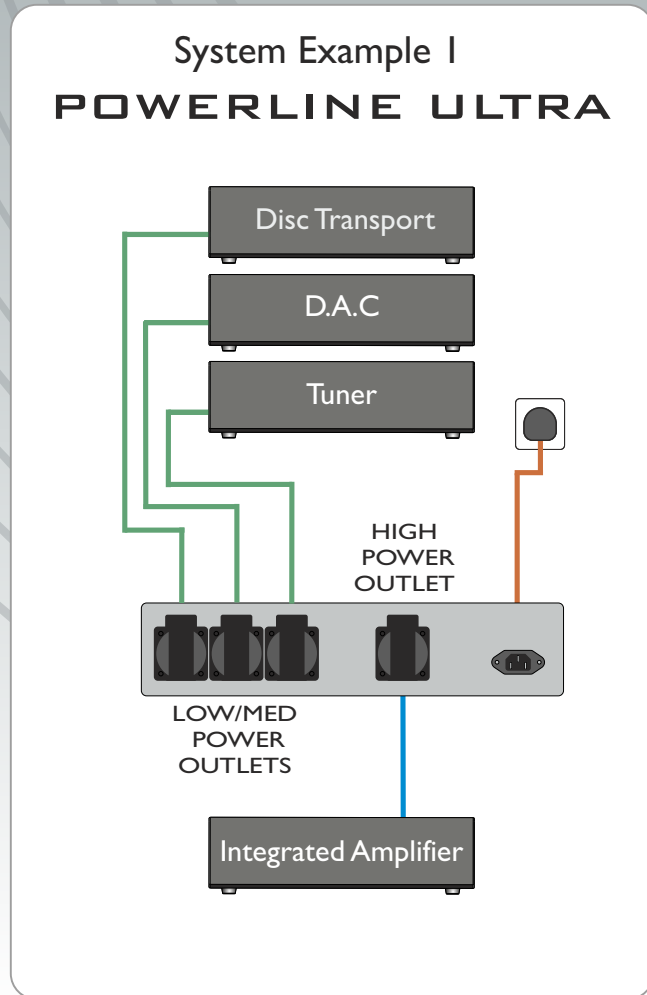 System Example 1
POWERLINE ULTRA
Disc Transport
D.A.C
Tuner
HIGH
POWER
OUTLET
LOW/MED
POWER
OUTLETS
Integrated Amplifier